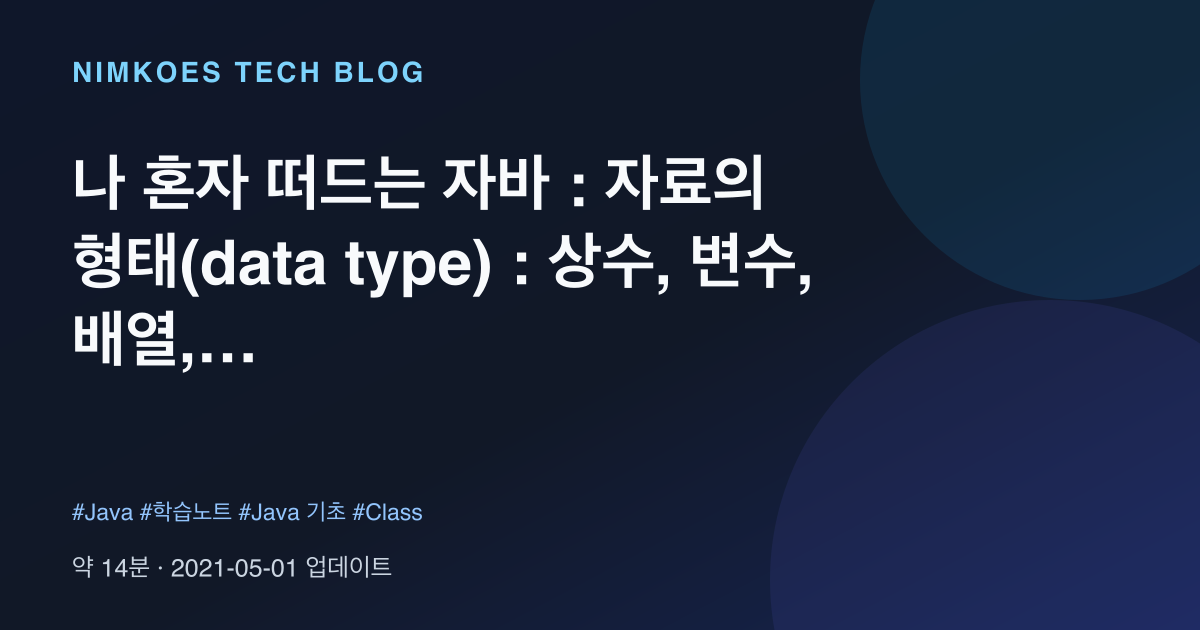 NIMKOES TECH BLOG
나 혼자 떠드는 자바 : 자료의
형태(data type) : 상수, 변수,
배열,…
#Java #학습노트 #Java 기초 #Class
약 14분 · 2021-05-01 업데이트